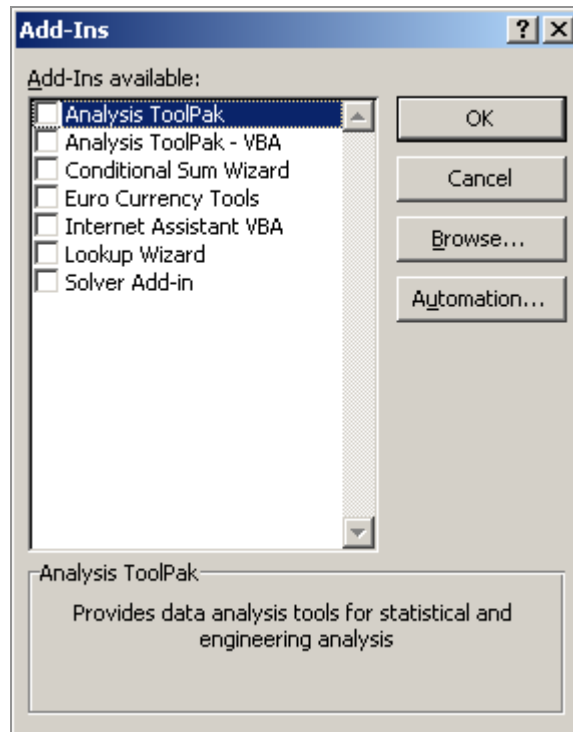 Add-Ins
Add-Ins available:
Analysis ToolPak
Analysis ToolPak - VBA
Conditional Sum Wizard
Euro Currency Tools
Internet Assistant VBA
Lookup Wizard
Solver Add-in
OK
Cancel
Browse...
Automation...
Analysis ToolPak
Provides data analysis tools for statistical and
engineering analysis